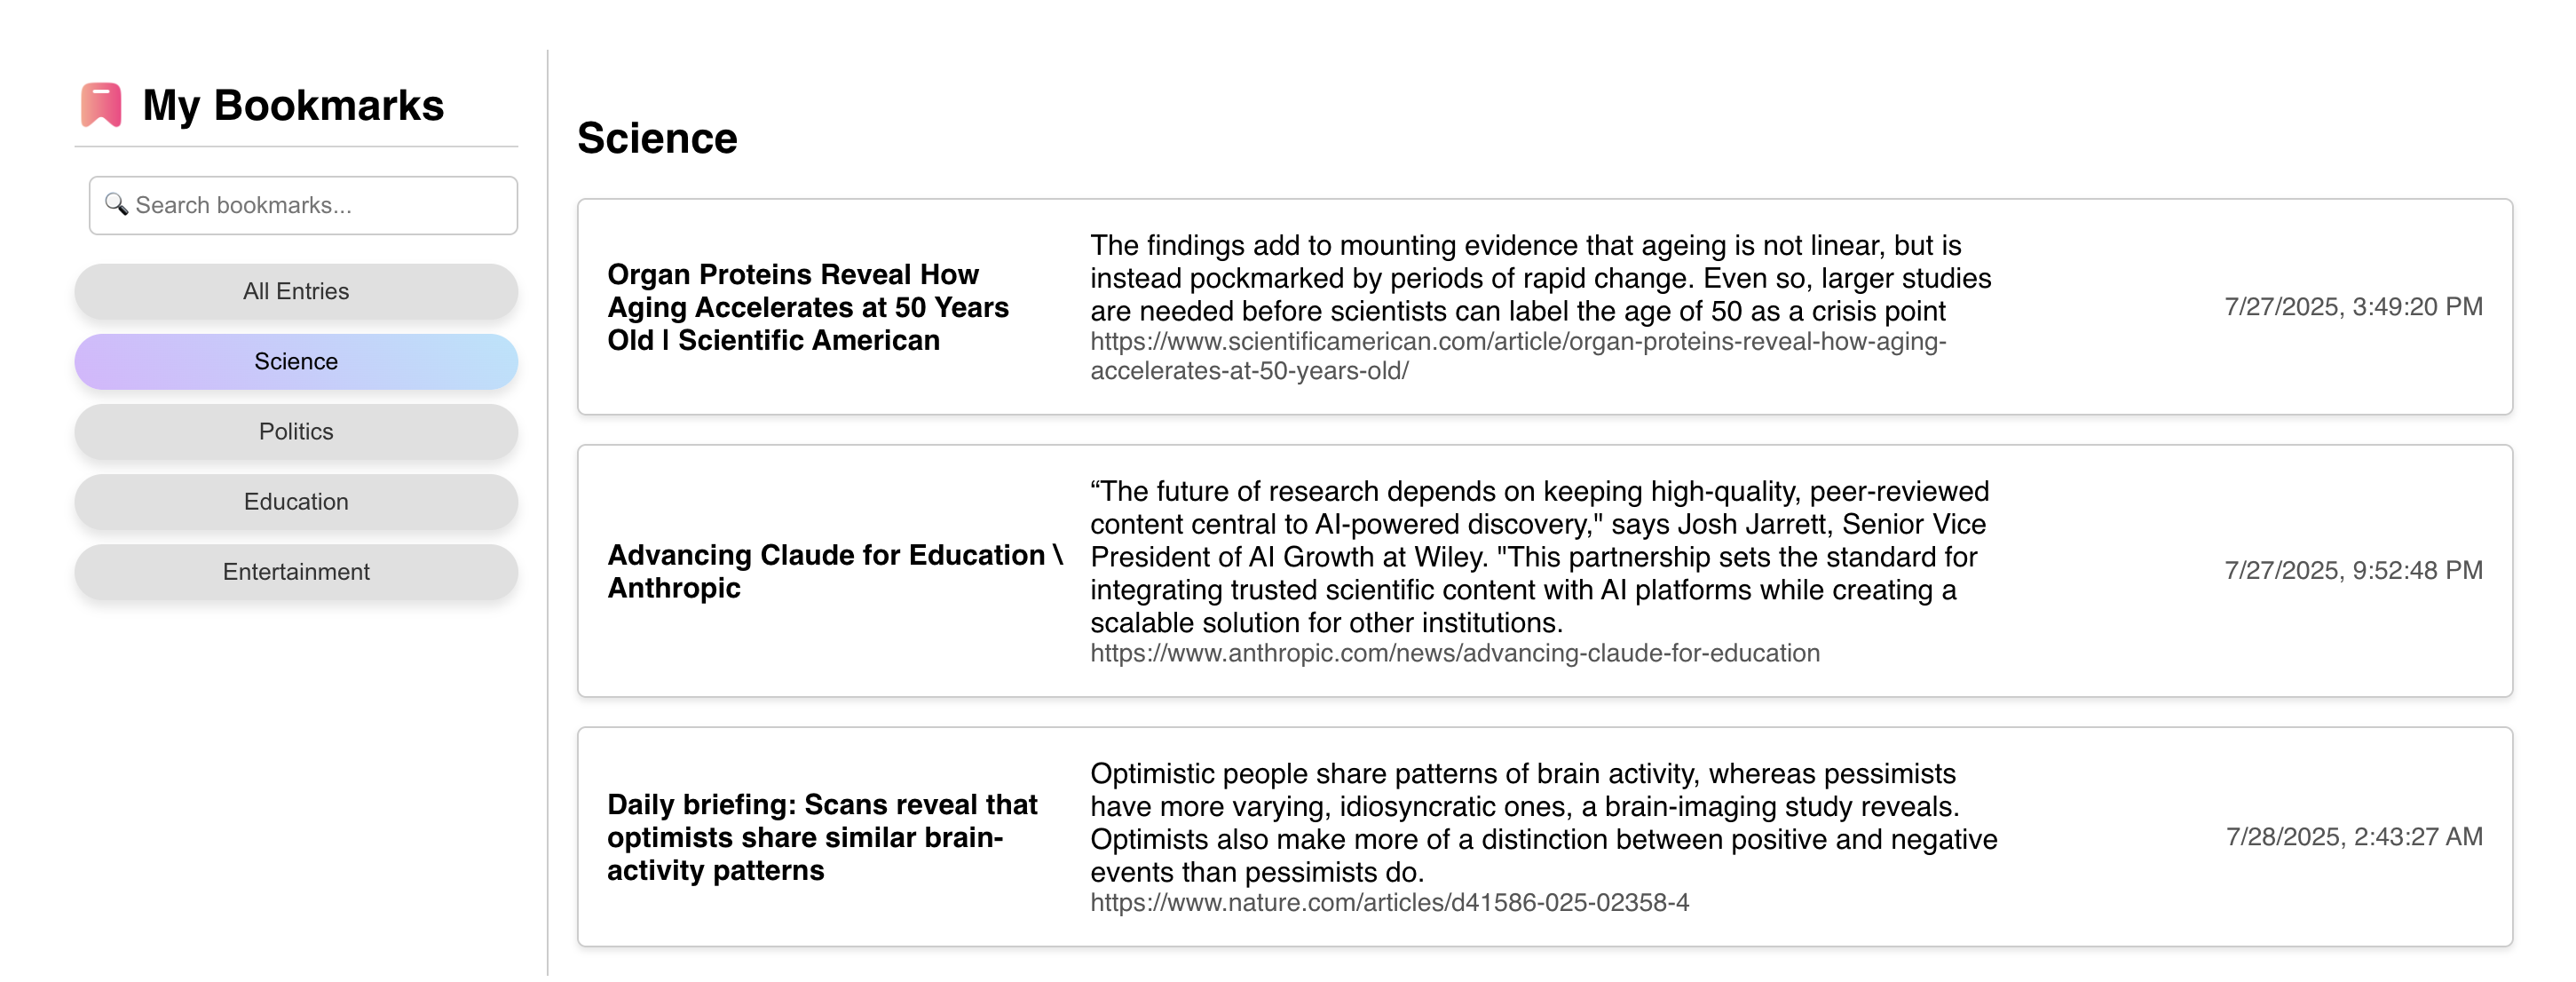 My Bookmarks
🔍 Search bookmarks...
All Entries
Science
Politics
Education
Entertainment
Science
Organ Proteins Reveal How
Aging Accelerates at 50 Years
Old | Scientific American
The findings add to mounting evidence that ageing is not linear, but is
instead pockmarked by periods of rapid change. Even so, larger studies
are needed before scientists can label the age of 50 as a crisis point
https://www.scientificamerican.com/article/organ-proteins-reveal-how-aging-
accelerates-at-50-years-old/
7/27/2025, 3:49:20 PM
Advancing Claude for Education \
Anthropic
“The future of research depends on keeping high-quality, peer-reviewed
content central to AI-powered discovery," says Josh Jarrett, Senior Vice
President of AI Growth at Wiley. "This partnership sets the standard for
integrating trusted scientific content with AI platforms while creating a
scalable solution for other institutions.
https://www.anthropic.com/news/advancing-claude-for-education
7/27/2025, 9:52:48 PM
Daily briefing: Scans reveal that
optimists share similar brain-
activity patterns
Optimistic people share patterns of brain activity, whereas pessimists
have more varying, idiosyncratic ones, a brain-imaging study reveals.
Optimists also make more of a distinction between positive and negative
events than pessimists do.
https://www.nature.com/articles/d41586-025-02358-4
7/28/2025, 2:43:27 AM